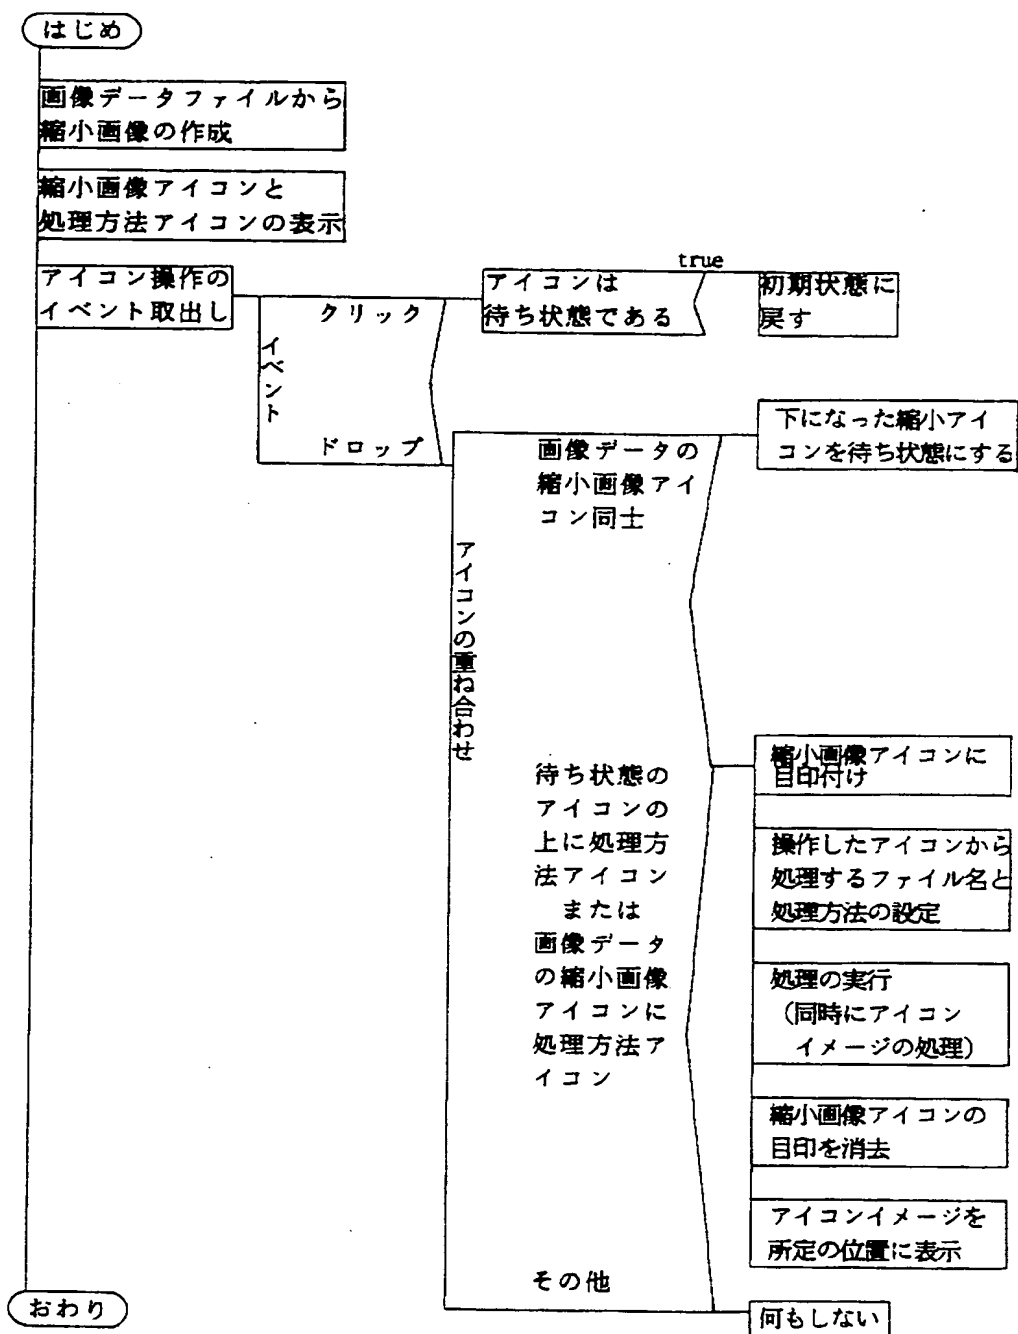 はじめ
画像データファイルから
縮小画像の作成
縮小画像アイコンと
処理方法アイコンの表示
アイコン操作の
イベント取出し
イベント
クリック
アイコンは
待ち状態である
true
初期状態に
戻す
ドロップ
アイコンの重ね合わせ
画像データの
縮小画像アイ
コン同士
下になった縮小アイ
コンを待ち状態にする
待ち状態の
アイコンの
上に処理方
法アイコン
または
画像データ
の縮小画像
アイコンに
処理方法ア
イコン
縮小画像アイコンに
目印付け
操作したアイコンから
処理するファイル名と
処理方法の設定
処理の実行
(同時にアイコン
イメージの処理)
縮小画像アイコンの
目印を消去
アイコンイメージを
所定の位置に表示
その他
何もしない
おわり